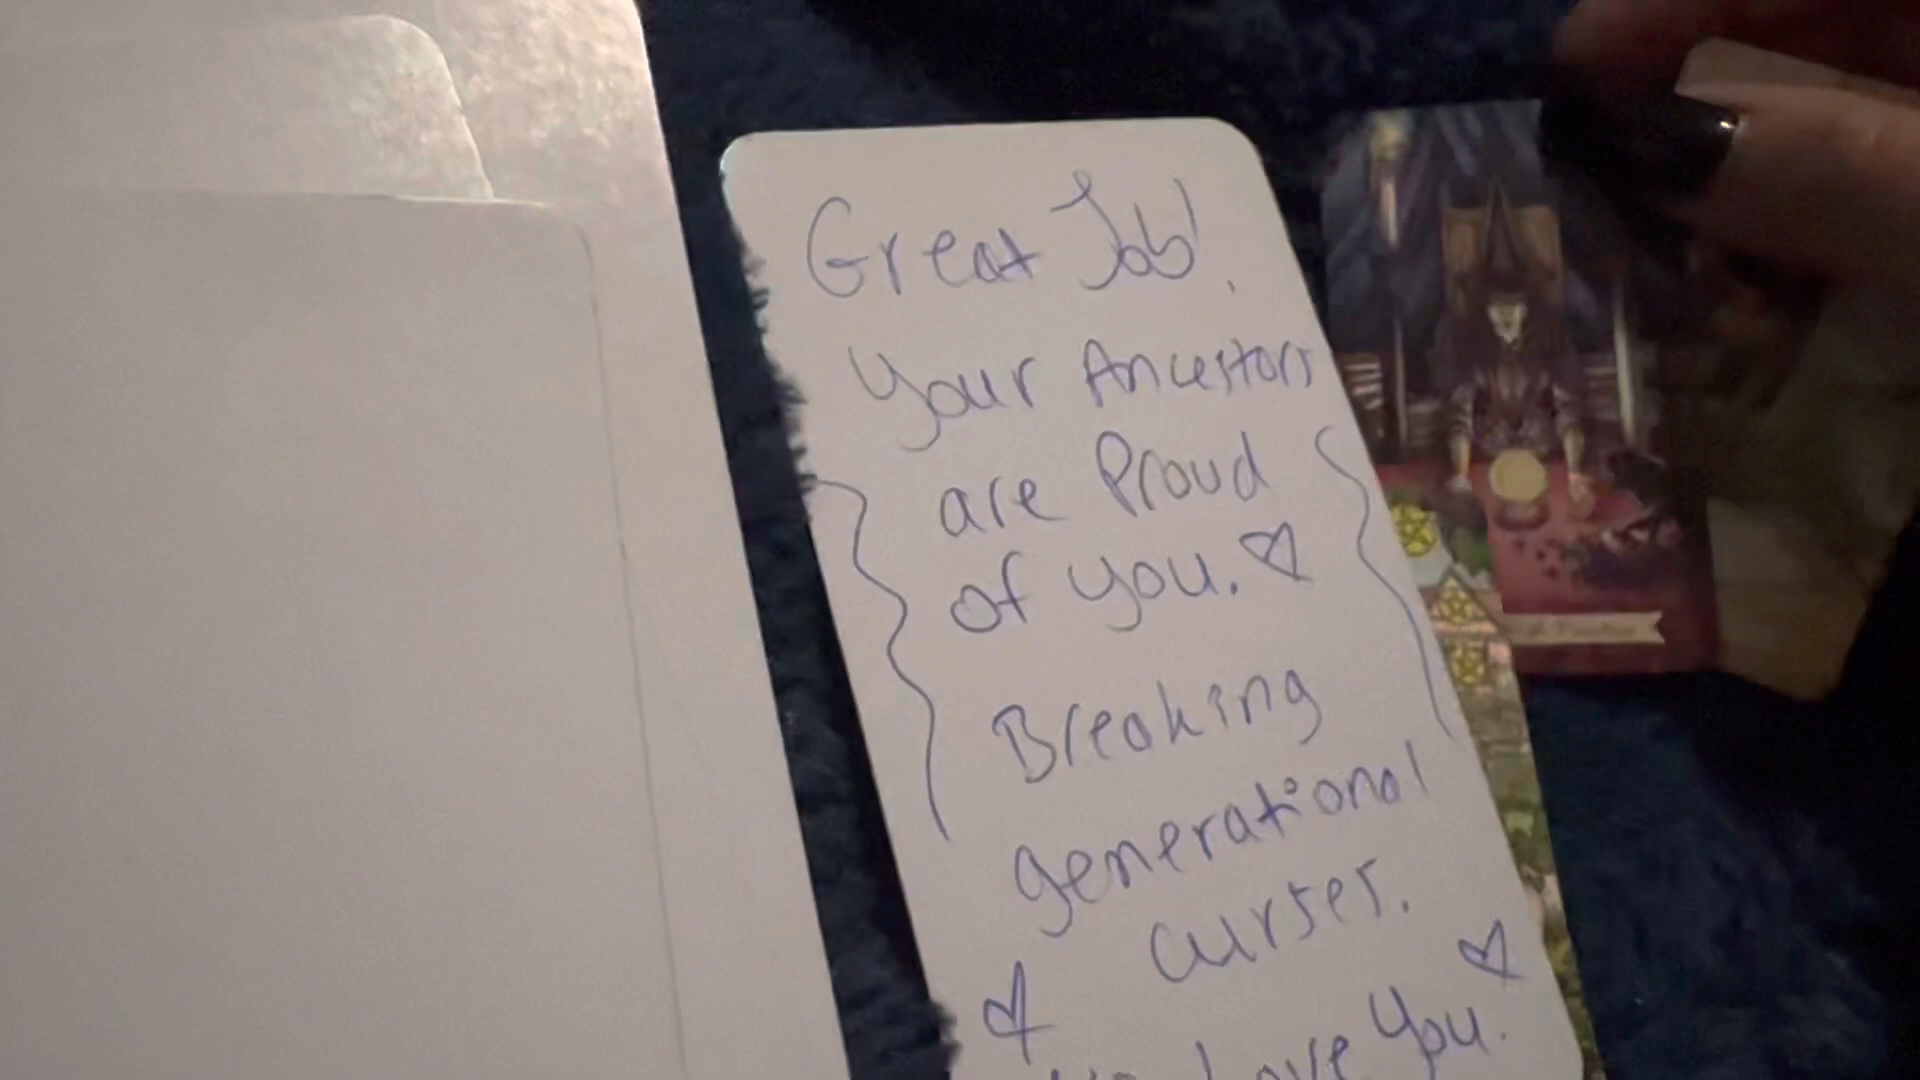 Great Job!
Your Ancestors
are Proud
of you.
Breaking
generational
curses.
Love You.